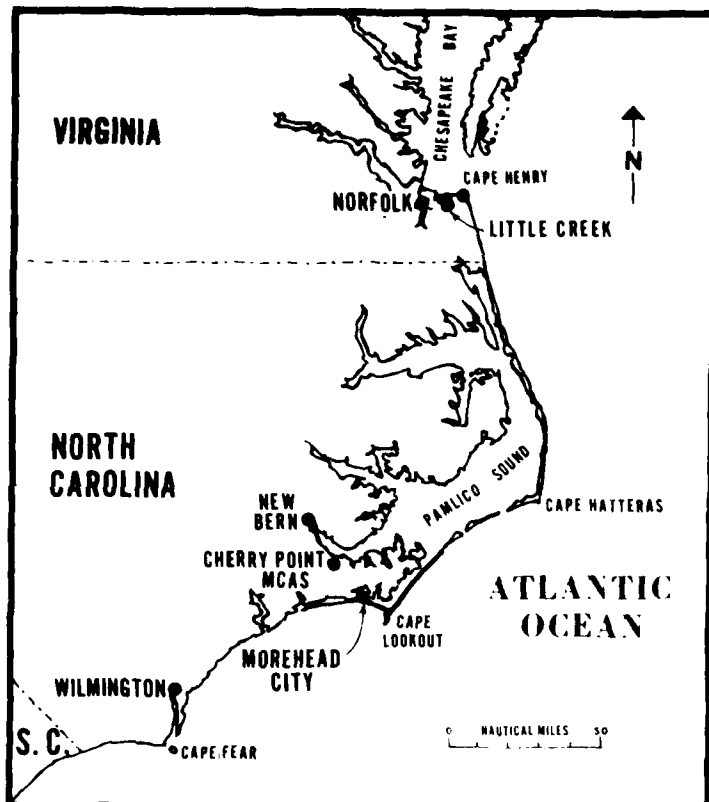 CHESAPEAKE BAY
VIRGINIA
N
CAPE HENRY
NORFOLK
LITTLE CREEK
NORTH
CAROLINA
PAMLICO SOUND
NEW
BERN
CAPE HATTERAS
CHERRY POINT
MCAS
ATLANTIC
OCEAN
CAPE
LOOKOUT
MOREHEAD
CITY
WILMINGTON
S. C.
CAPE FEAR
0 NAUTICAL MILES 50